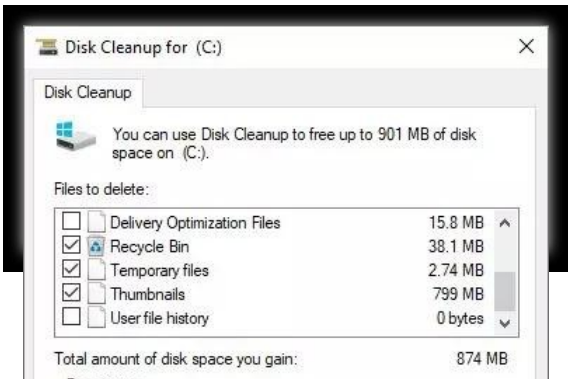 Disk Cleanup for (C:)
Disk Cleanup
You can use Disk Cleanup to free up to 901 MB of disk
space on (C:).
Files to delete:
Delivery Optimization Files 15.8 MB
Recycle Bin 38.1 MB
Temporary files 2.74 MB
Thumbnails 799 MB
User file history 0 bytes
Total amount of disk space you gain: 874 MB